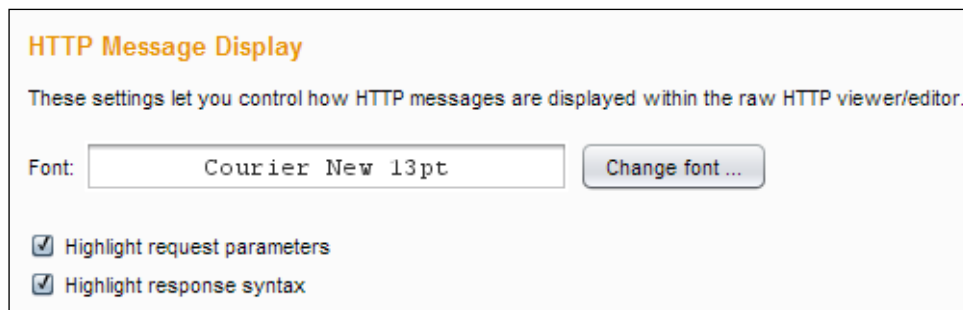 HTTP Message Display
These settings let you control how HTTP messages are displayed within the raw HTTP viewer/editor.
Font: Courier New 13pt Change font ...
Highlight request parameters
Highlight response syntax